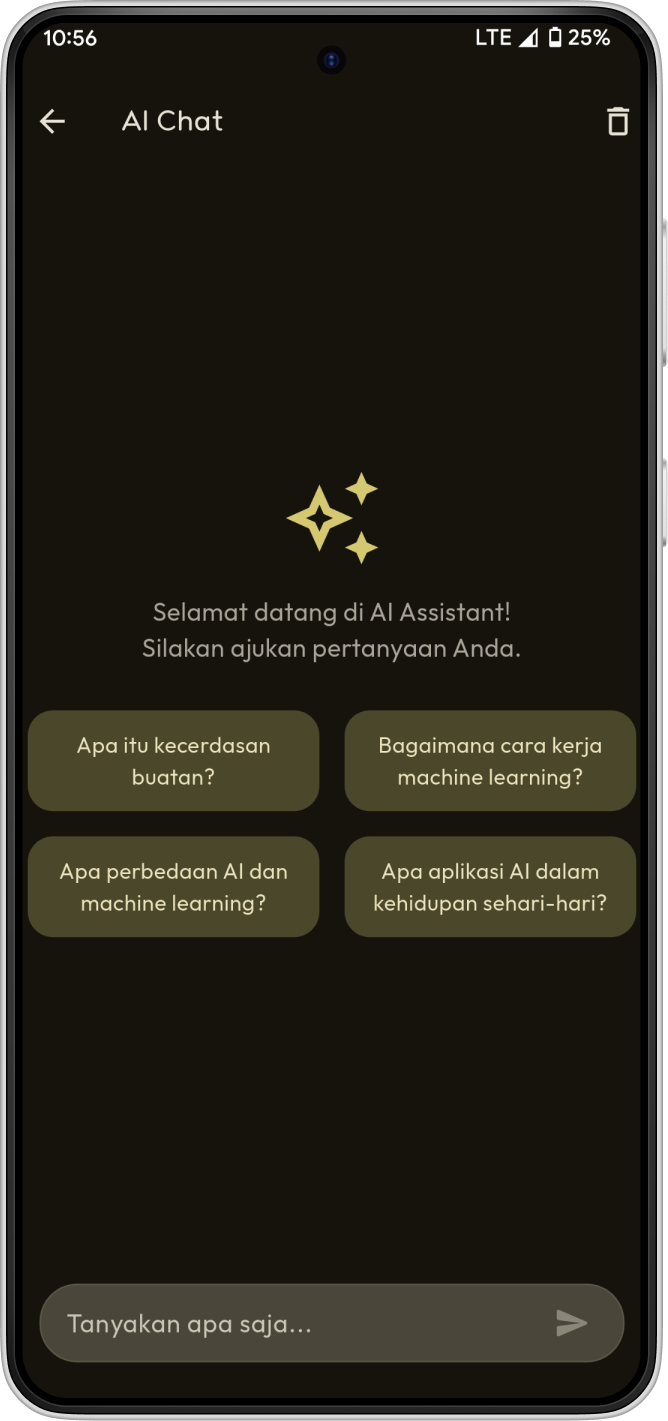 10:56 LTE 25%
AI Chat
Selamat datang di AI Assistant!
Silakan ajukan pertanyaan Anda.
Apa itu kecerdasan
buatan?
Bagaimana cara kerja
machine learning?
Apa perbedaan AI dan
machine learning?
Apa aplikasi AI dalam
kehidupan sehari-hari?
Tanyakan apa saja...